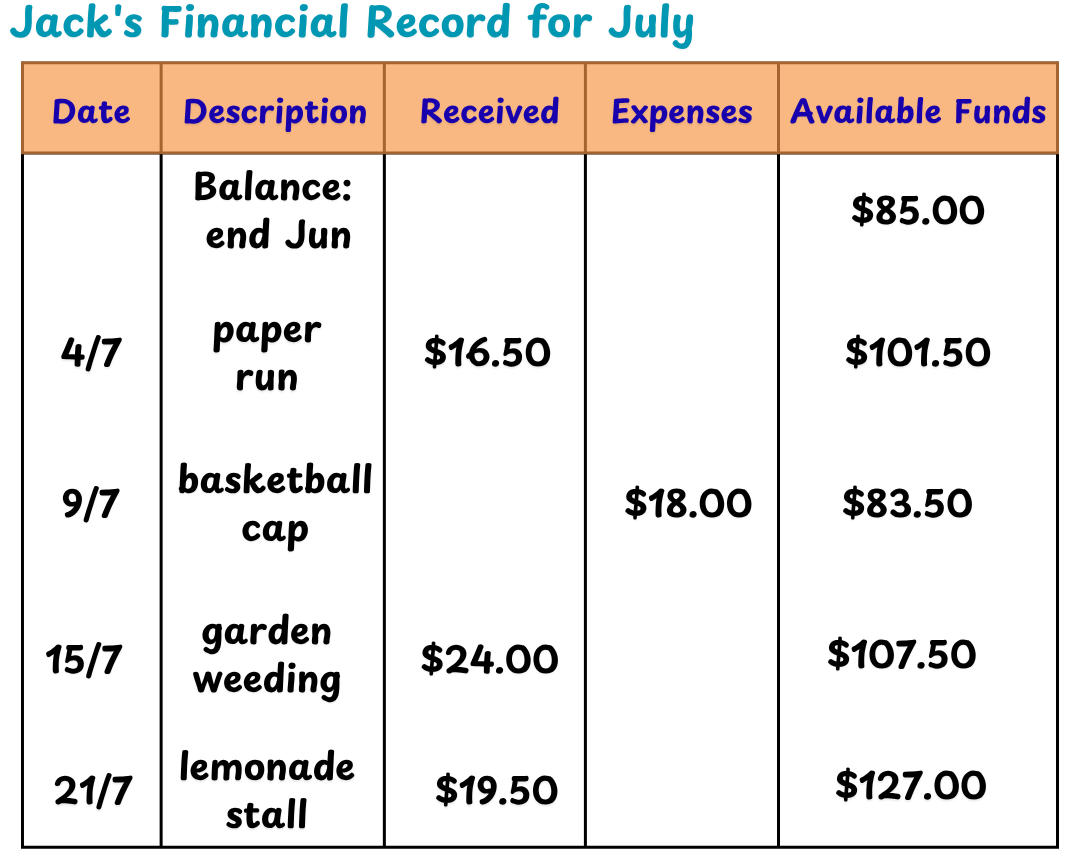 Jack's Financial Record for July
Date Description Received Expenses Available Funds
Balance:
end Jun
$85.00
4/7
paper
run
$16.50
$101.50
9/7
basketball
cap
$18.00
$83.50
15/7
garden
weeding
$24.00
$107.50
21/7
lemonade
stall
$19.50
$127.00